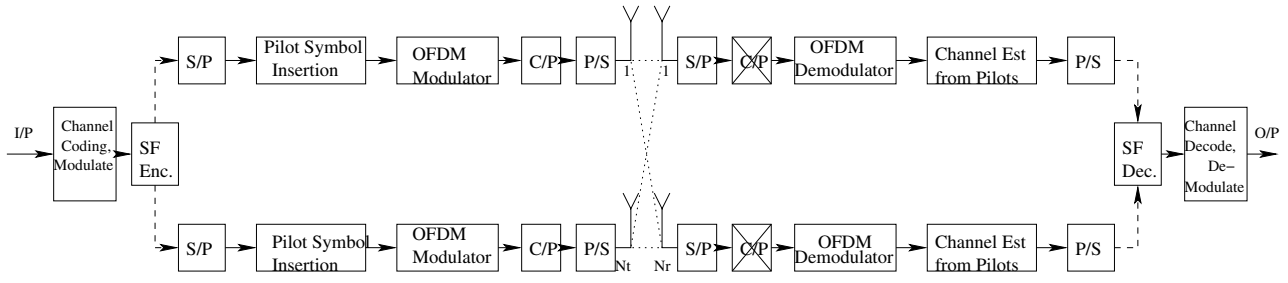 I/P
Channel
Coding,
Modulate
SF
Enc.
S/P
Pilot Symbol
Insertion
OFDM
Modulator
C/P
P/S
1
1
S/P
C/P
OFDM
Demodulator
Channel Est
from Pilots
P/S
S/P
Pilot Symbol
Insertion
OFDM
Modulator
C/P
P/S
Nt
Nr
S/P
C/P
OFDM
Demodulator
Channel Est
from Pilots
P/S
SF
Dec.
Channel
Decode,
De-
Modulate
O/P